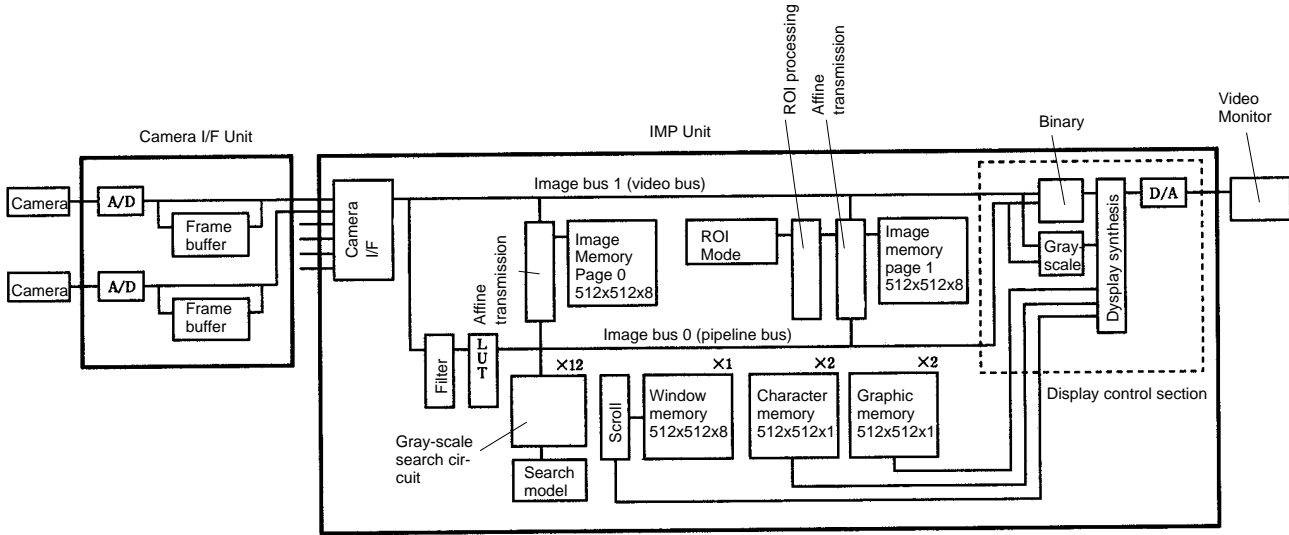 ROI processing
Affine
transmission
Camera I/F Unit
IMP Unit
Binary
Video
Monitor
Camera
A/D
Frame
buffer
Camera
A/D
Frame
buffer
Camera
I/F
Image bus 1 (video bus)
Affine
transmission
Image
Memory
Page 0
512x512x8
ROI
Mode
Image
memory
page 1
512x512x8
Gray-
scale
Dysplay synthesis
D/A
Image bus 0 (pipeline bus)
Filter
L
U
T
×12
Gray-scale
search cir-
cuit
Search
model
Scroll
×1
Window
memory
512x512x8
×2
Character
memory
512x512x1
×2
Graphic
memory
512x512x1
Display control section